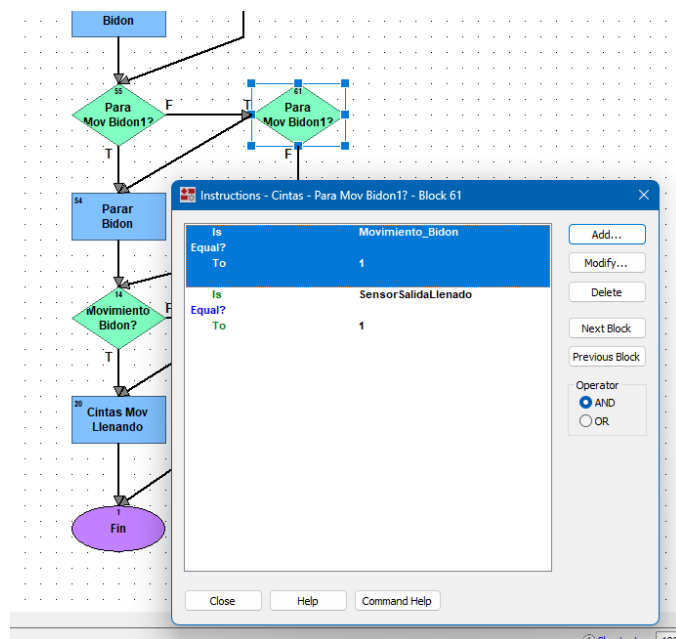 Bidon
55
Para
Mov Bidon1?
F
T
61
Para
Mov Bidon1?
T
F
54
Parar
Bidon
14
Movimiento
Bidon?
F
T
20
Cintas Mov
Llenando
1
Fin
Instructions - Cintas - Para Mov Bidon1? - Block 61
Is Movimiento_Bidon
Equal?
To 1
Is SensorSalidaLlenado
Equal?
To 1
Add...
Modify...
Delete
Next Block
Previous Block
Operator
AND
OR
Close Help Command Help